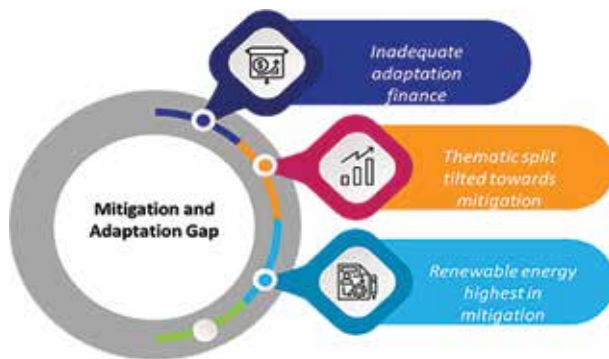 Inadequate
adaptation
finance
Thematic split
tilted towards
mitigation
Mitigation and
Adaptation Gap
Renewable energy
highest in
mitigation